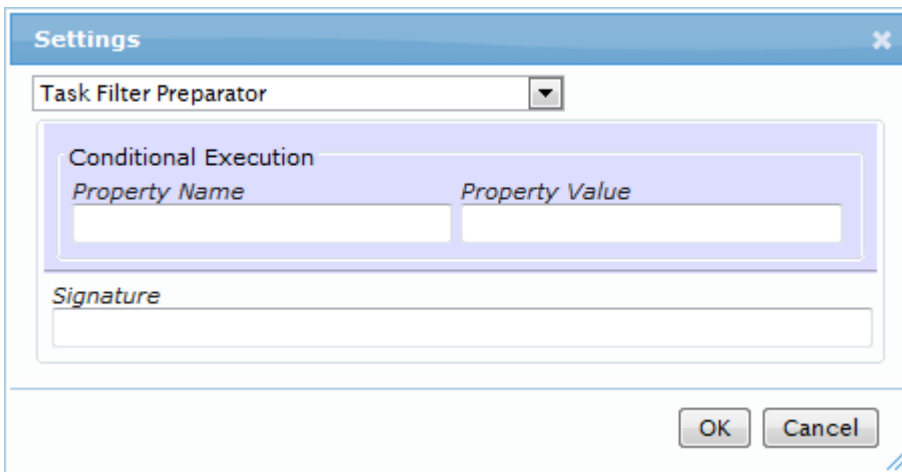 Settings
Task Filter Preparator
Conditional Execution
Property Name Property Value
Signature
OK Cancel